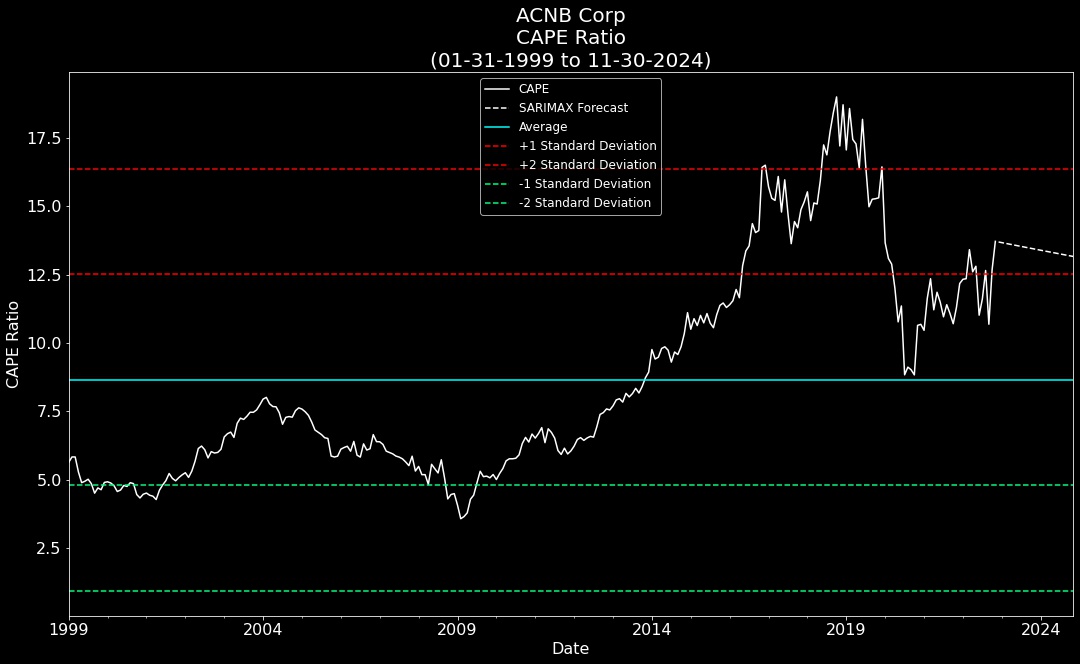 ACNB Corp
CAPE Ratio
(01-31-1999 to 11-30-2024)
CAPE
SARIMAX Forecast
Average
+1 Standard Deviation
+2 Standard Deviation
-1 Standard Deviation
-2 Standard Deviation
17.5
15.0
12.5
10.0
7.5
5.0
2.5
CAPE Ratio
1999 2004 2009 2014 2019 2024
Date